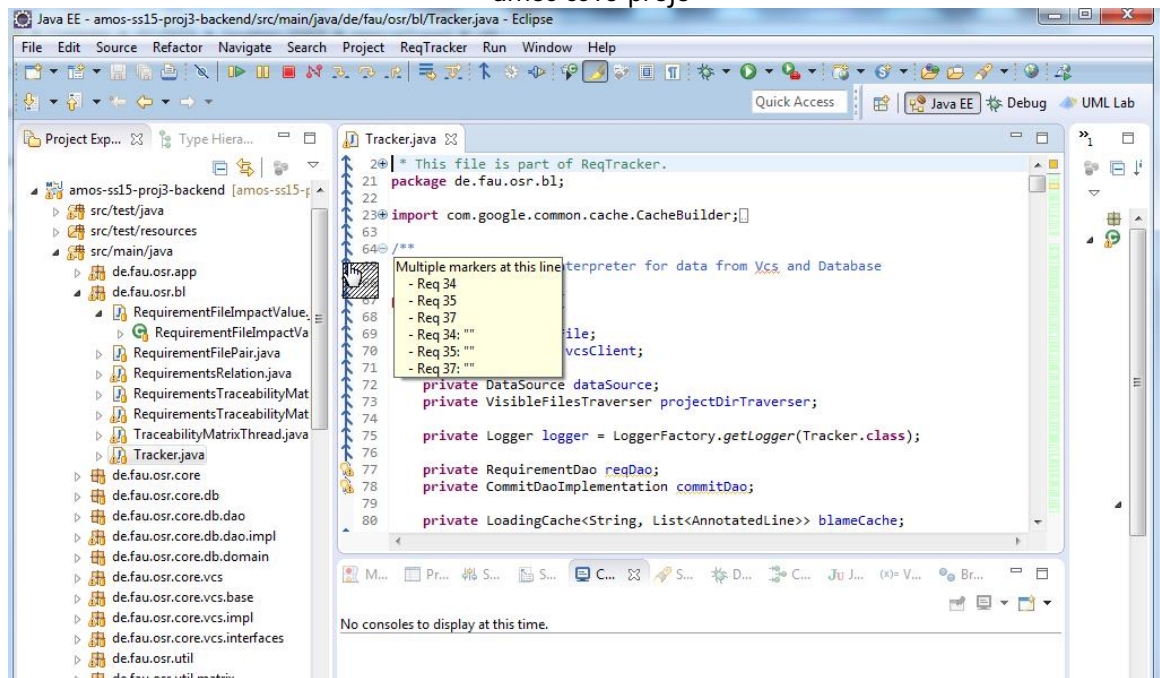 Java EE - amos-ss15-proj3-backend/src/main/java/de/fau/osr/bl/Tracker.java - Eclipse
File Edit Source Refactor Navigate Search Project ReqTracker Run Window Help
Quick Access Java EE Debug UML Lab
Project Exp... Type Hiera...
amos-ss15-proj3-backend [amos-ss15-p
src/test/java
src/test/resources
src/main/java
de.fau.osr.app
de.fau.osr.bl
RequirementFileImpactValue.
RequirementFileImpactVa
RequirementFilePair.java
RequirementsRelation.java
RequirementsTraceabilityMat
RequirementsTraceabilityMat
TraceabilityMatrixThread.java
Tracker.java
de.fau.osr.core
de.fau.osr.core.db
de.fau.osr.core.db.dao
de.fau.osr.core.db.dao.impl
de.fau.osr.core.db.domain
de.fau.osr.core.vcs
de.fau.osr.core.vcs.base
de.fau.osr.core.vcs.impl
de.fau.osr.core.vcs.interfaces
de.fau.osr.util
Tracker.java
2 * This file is part of ReqTracker.
21 package de.fau.osr.bl;
22
23 import com.google.common.cache.CacheBuilder;
63
64 /**
terpreter for data from Vcs and Database
67
68
69 ile;
70 vcsClient;
71
72 private DataSource dataSource;
73 private VisibleFilesTraverser projectDirTraverser;
74
75 private Logger logger = LoggerFactory.getLogger(Tracker.class);
76
77 private RequirementDao reqDao;
78 private CommitDaoImplementation commitDao;
79
80 private LoadingCache<String, List<AnnotatedLine>> blameCache;
Multiple markers at this line
- Req 34
- Req 35
- Req 37
- Req 34: ""
- Req 35: ""
- Req 37: ""
M... Pr... S... S... C... S... D... C... Ju J... (x)= V... Br...
No consoles to display at this time.
»1